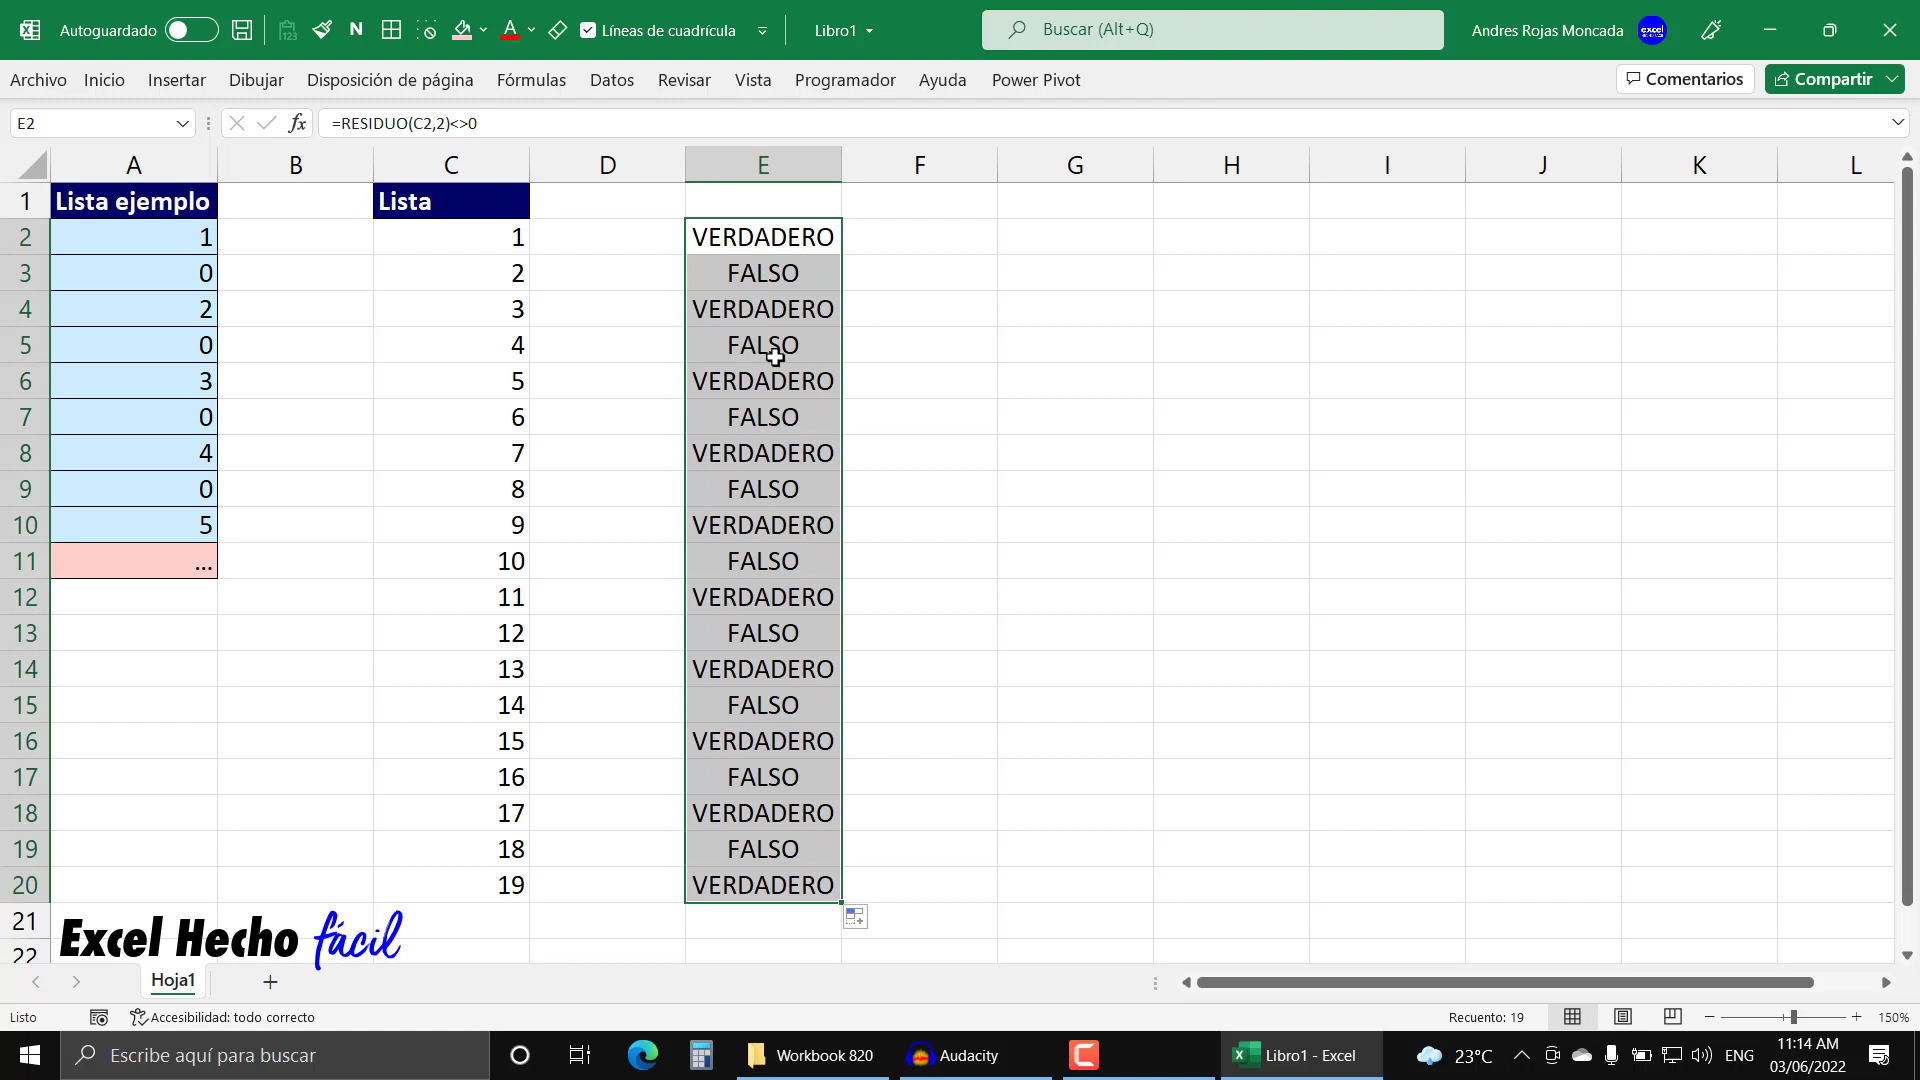 Autoguardado
Líneas de cuadrícula
Libro1
Buscar (Alt+Q)
Andres Rojas Moncada
Archivo Inicio Insertar Dibujar Disposición de página Fórmulas Datos Revisar Vista Programador Ayuda Power Pivot
Comentarios Compartir
E2 fx =RESIDUO(C2,2)<>0
A B C D E F G H I J K L
1 Lista ejemplo Lista
2 1 1 VERDADERO
3 0 2 FALSO
4 2 3 VERDADERO
5 0 4 FALSO
6 3 5 VERDADERO
7 0 6 FALSO
8 4 7 VERDADERO
9 0 8 FALSO
10 5 9 VERDADERO
11 ... 10 FALSO
12 11 VERDADERO
13 12 FALSO
14 13 VERDADERO
15 14 FALSO
16 15 VERDADERO
17 16 FALSO
18 17 VERDADERO
19 18 FALSO
20 19 VERDADERO
21
22
Excel Hecho fácil
Hoja1
Listo Accesibilidad: todo correcto Recuento: 19 150%
Escribe aquí para buscar
Workbook 820
Audacity
Libro1 - Excel
23°C
ENG
11:14 AM
03/06/2022